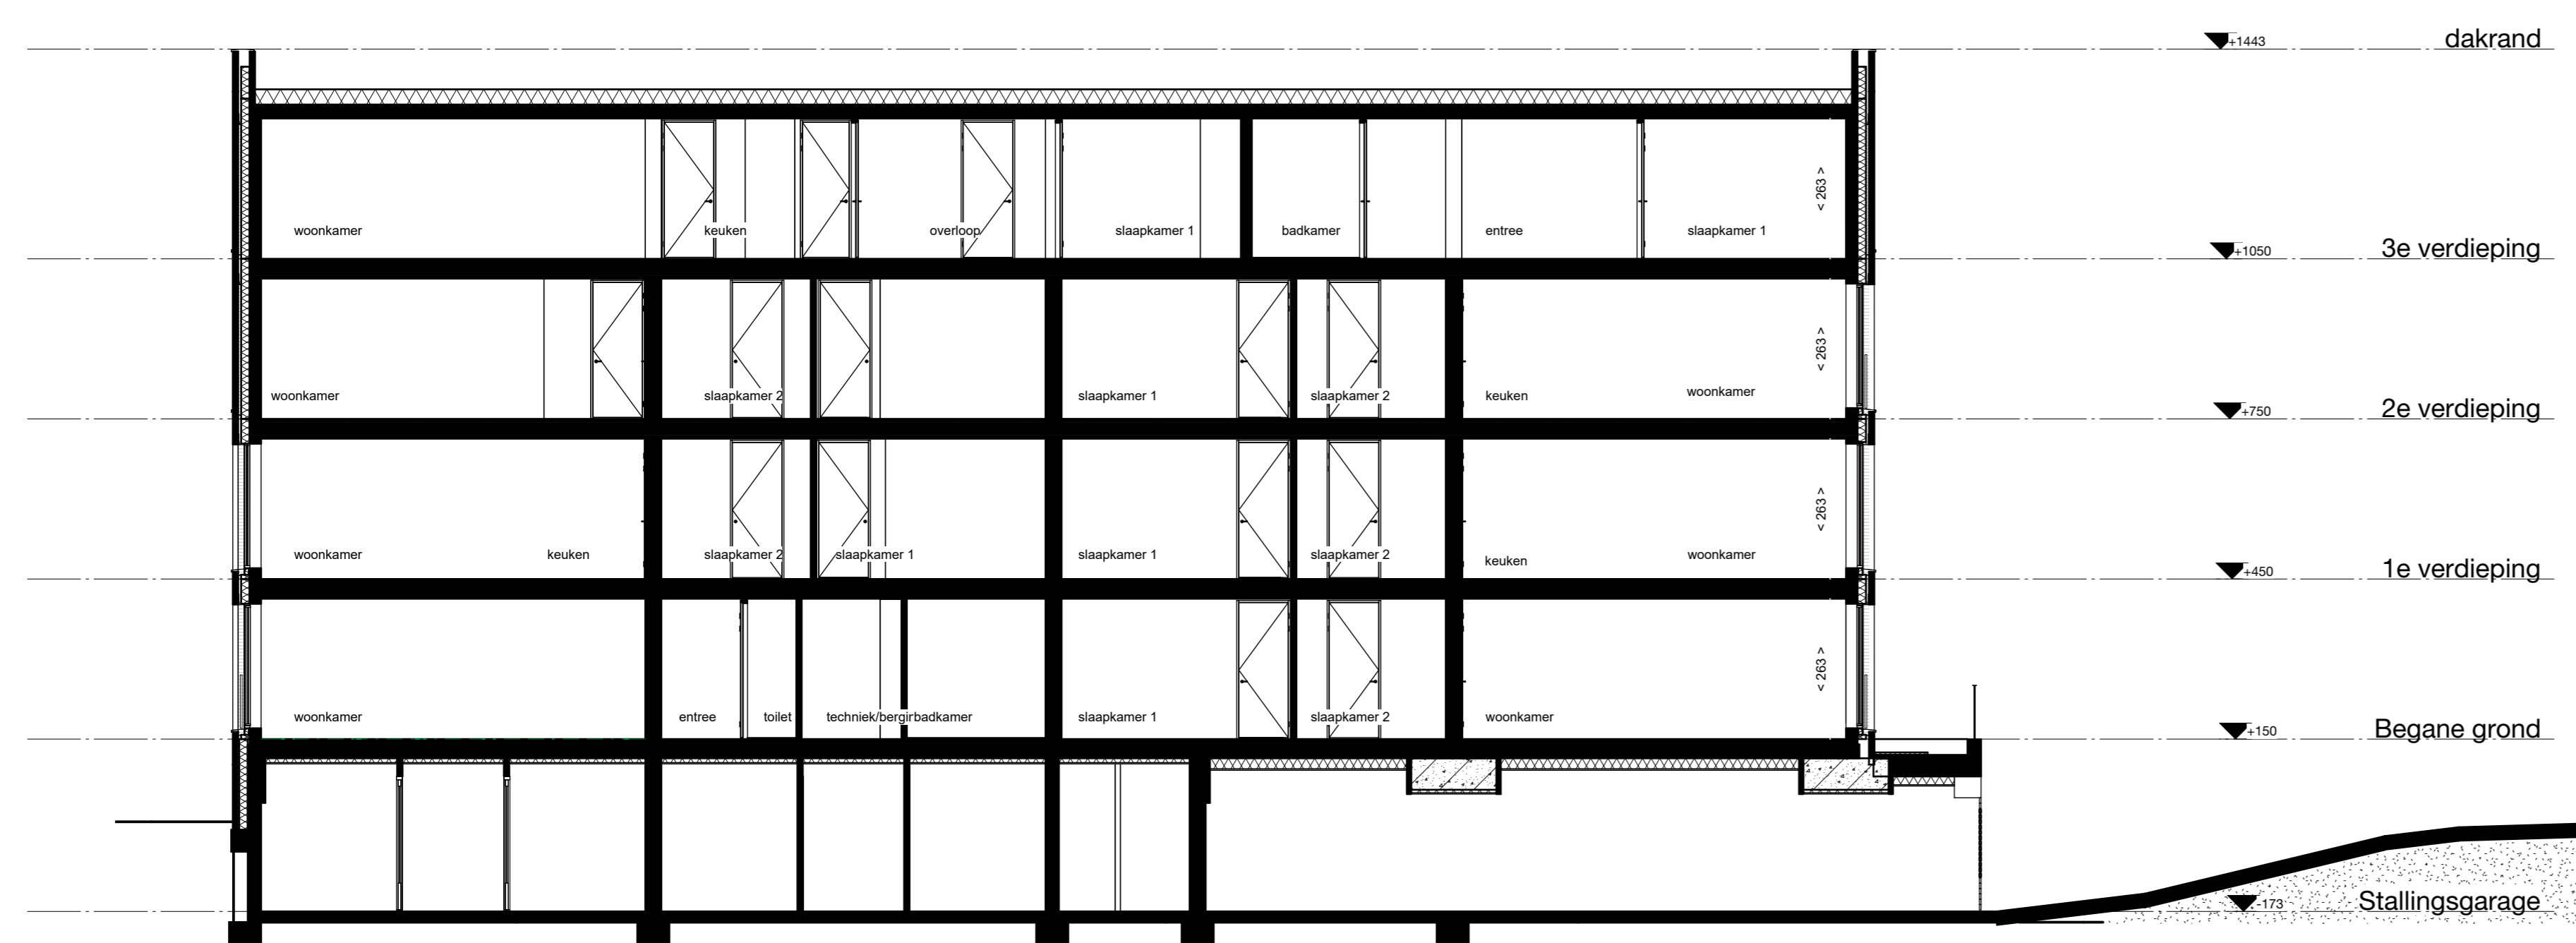 +1443 dakrand
< 263 >
woonkamer keuken overloop slaapkamer 1 badkamer entree slaapkamer 1
+1050 3e verdieping
< 263 >
woonkamer slaapkamer 2 slaapkamer 1 slaapkamer 2 keuken woonkamer
+750 2e verdieping
< 263 >
woonkamer keuken slaapkamer 2 slaapkamer 1 slaapkamer 1 slaapkamer 2 keuken woonkamer
+450 1e verdieping
< 263 >
woonkamer entree toilet techniek/bergirbadkamer slaapkamer 1 slaapkamer 2 woonkamer
+150 Begane grond
-173 Stallingsgarage